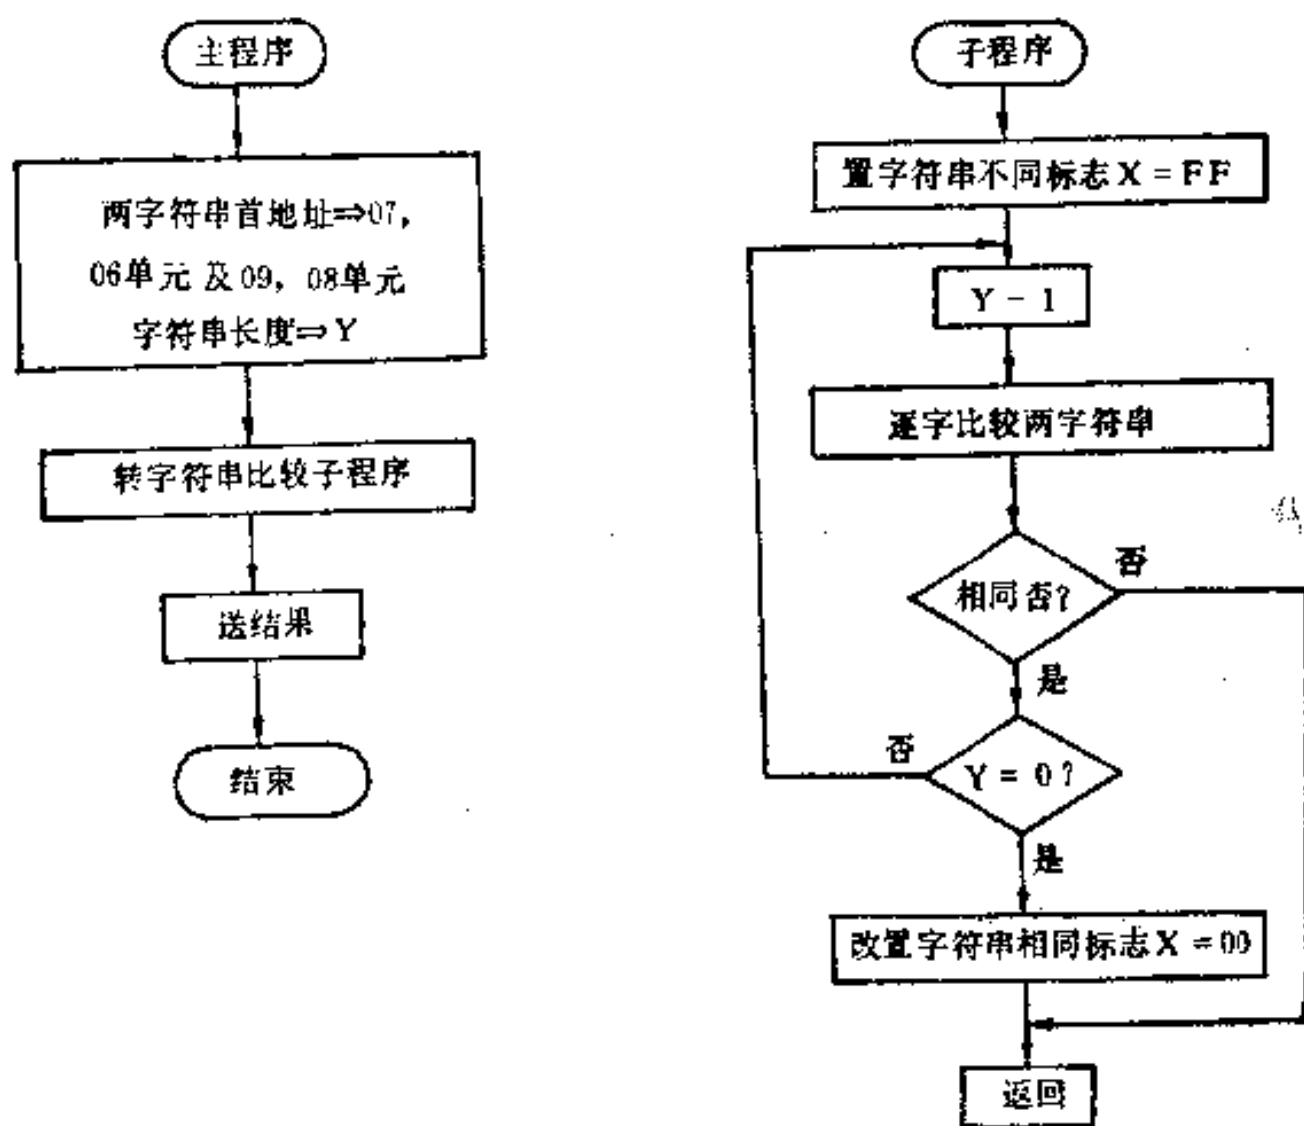 主程序
两字符串首地址⇒07,
06单元及09, 08单元
字符串长度⇒Y
转字符串比较子程序
送结果
结束
子程序
置字符串不同标志X=FF
Y-1
逐字比较两字符串
相同否?
否
是
Y=0?
否
是
改置字符串相同标志X=00
返回